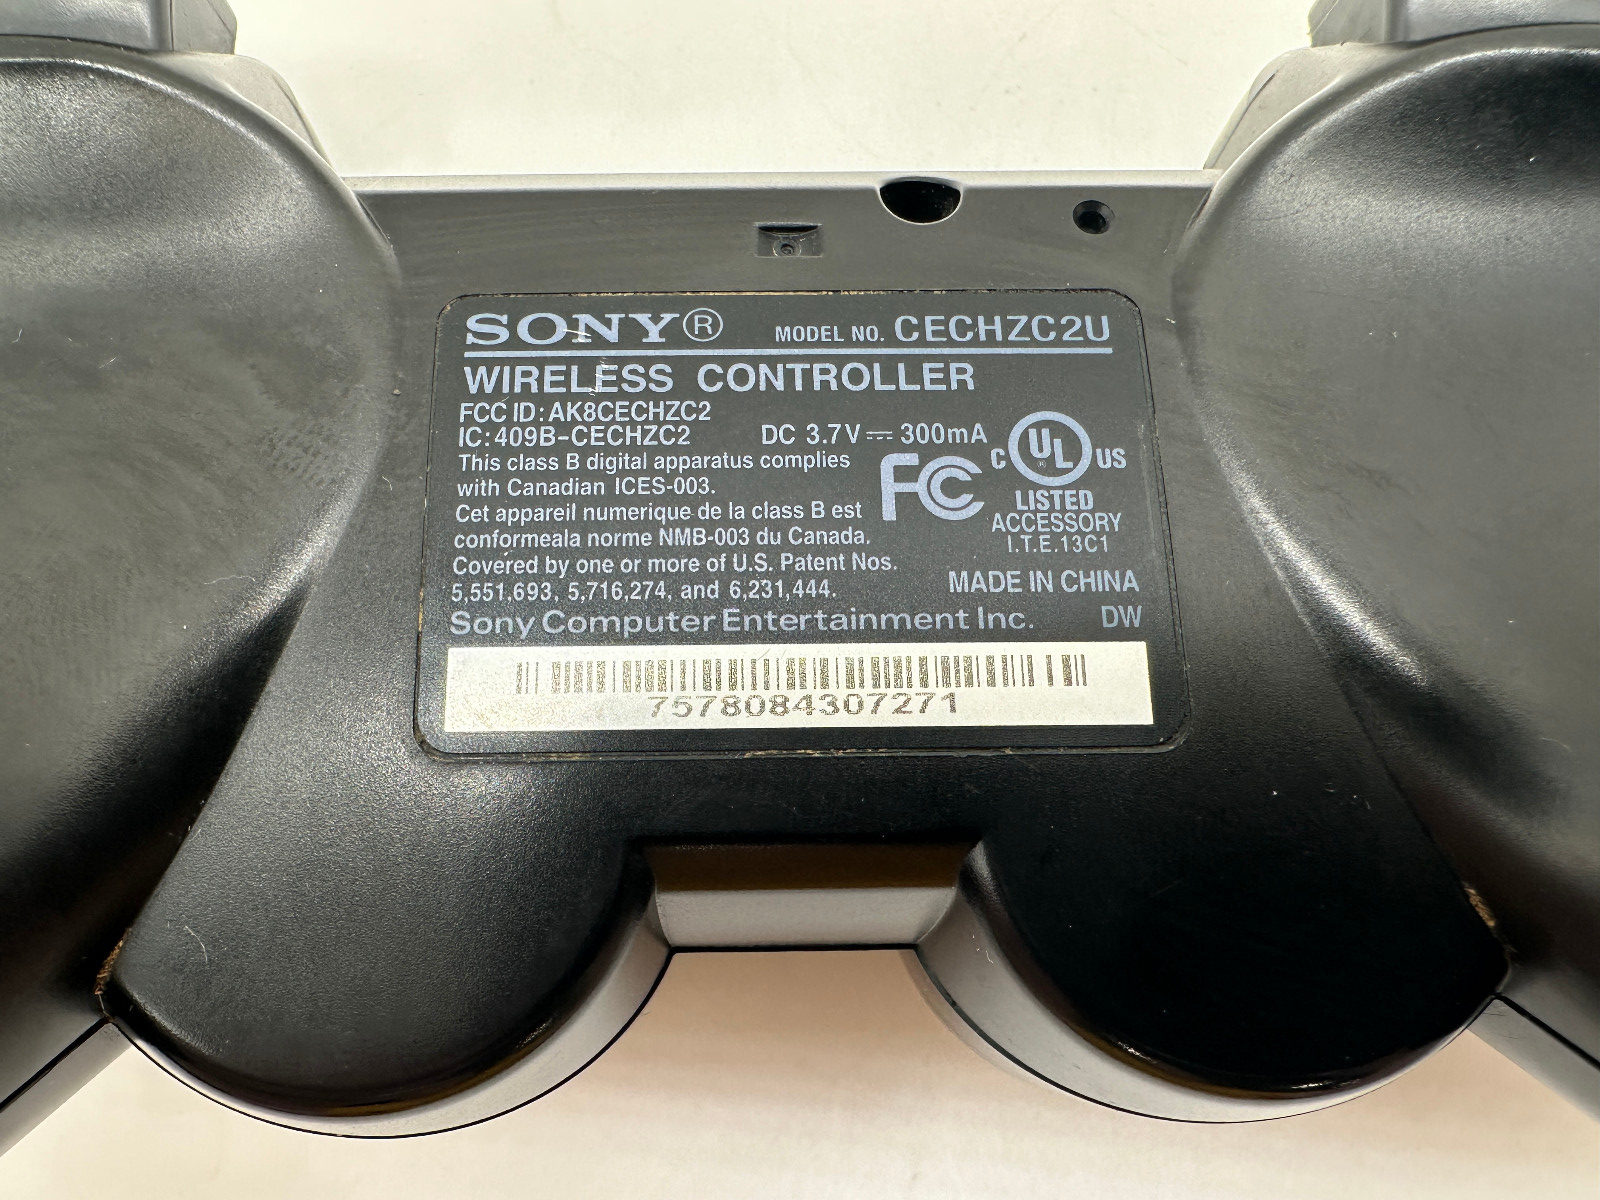 SONY® MODEL NO. CECHZC2U
WIRELESS CONTROLLER
FCC ID: AK8CECHZC2
IC: 409B-CECHZC2 DC 3.7V⎓300mA
This class B digital apparatus complies
with Canadian ICES-003.
Cet appareil numerique de la class B est
conformeala norme NMB-003 du Canada.
Covered by one or more of U.S. Patent Nos.
5,551,693, 5,716,274, and 6,231,444.
FC
C UL® US
LISTED
ACCESSORY
I.T.E.13C1
MADE IN CHINA
Sony Computer Entertainment Inc. DW
7578084307271